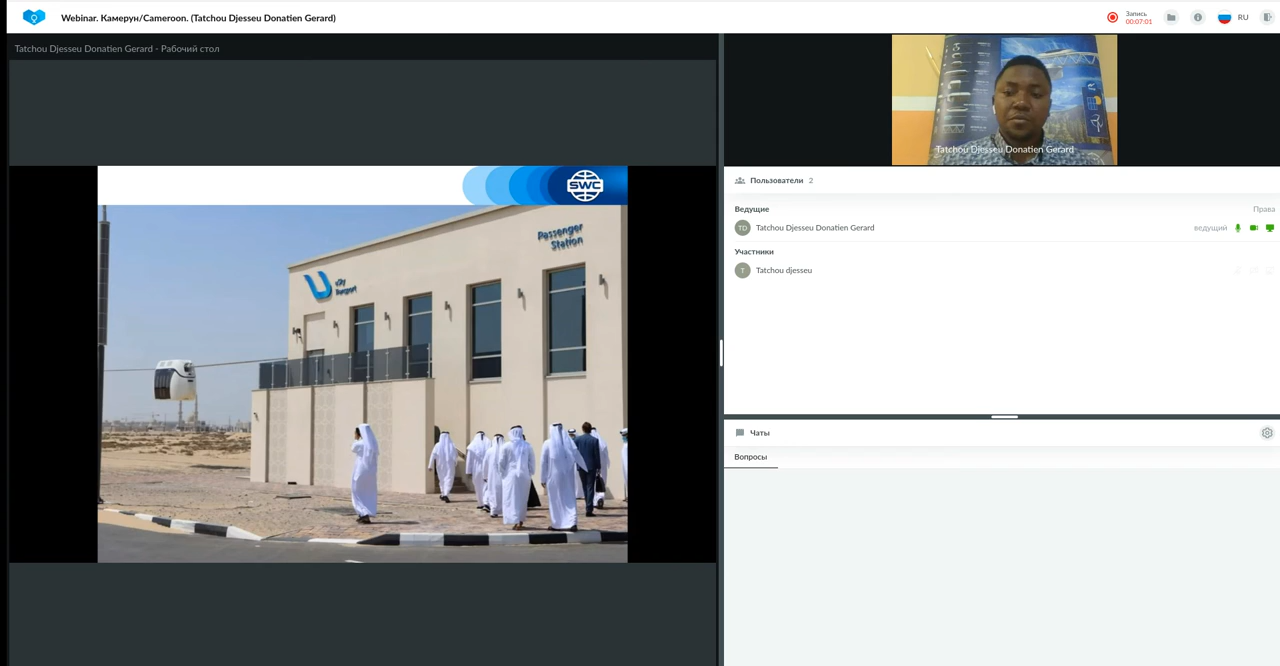 Webinar. Камерун/Cameroon. (Tatchou Djesseu Donatien Gerard)
Запись
00:07:01
RU
Tatchou Djesseu Donatien Gerard - Рабочий стол
SWC
Passenger
Station
Tatchou Djesseu Donatien Gerard
Пользователи 2
Ведущие
Права
TD
Tatchou Djesseu Donatien Gerard
ведущий
Участники
T
Tatchou djesseu
Чаты
Вопросы